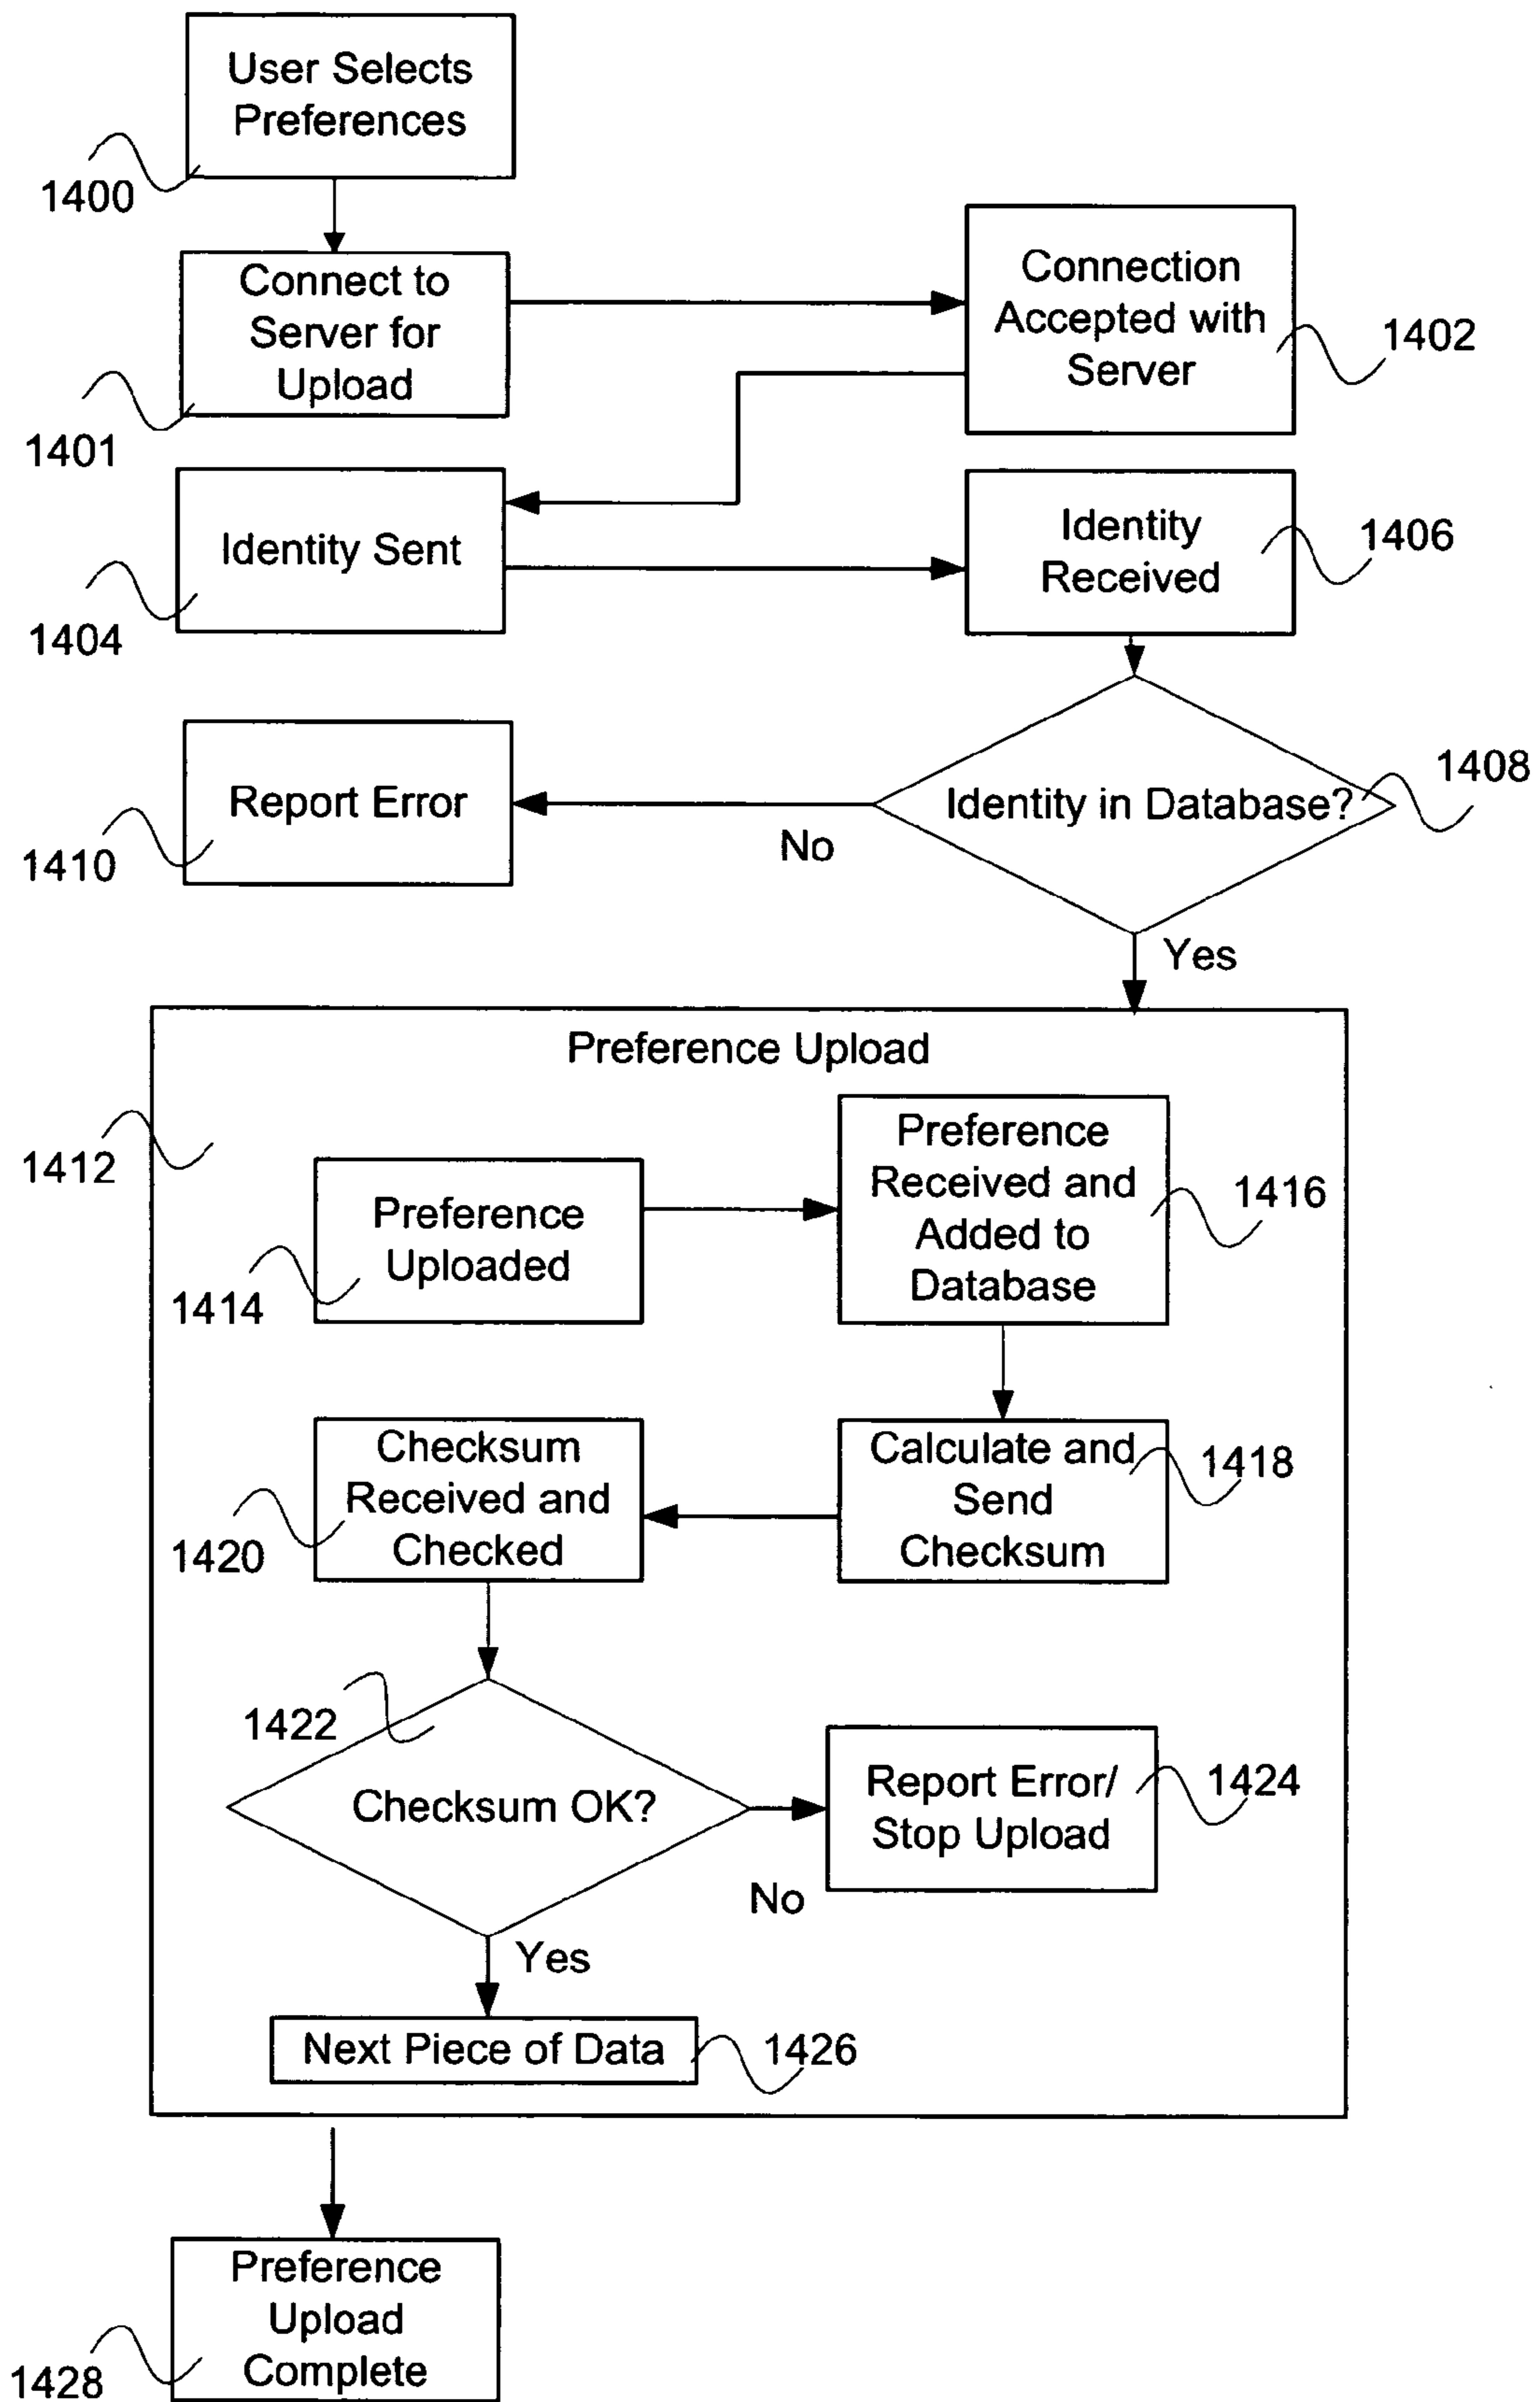 User Selects
Preferences
1400
Connect to
Server for
Upload
1401
Connection
Accepted with
Server
1402
Identity Sent
1404
Identity
Received
1406
Identity in Database?
1408
No
Report Error
1410
Yes
Preference Upload
1412
Preference
Uploaded
1414
Preference
Received and
Added to
Database
1416
Calculate and
Send
Checksum
1418
Checksum
Received and
Checked
1420
1422
Checksum OK?
No
Report Error/
Stop Upload
1424
Yes
Next Piece of Data
1426
Preference
Upload
Complete
1428